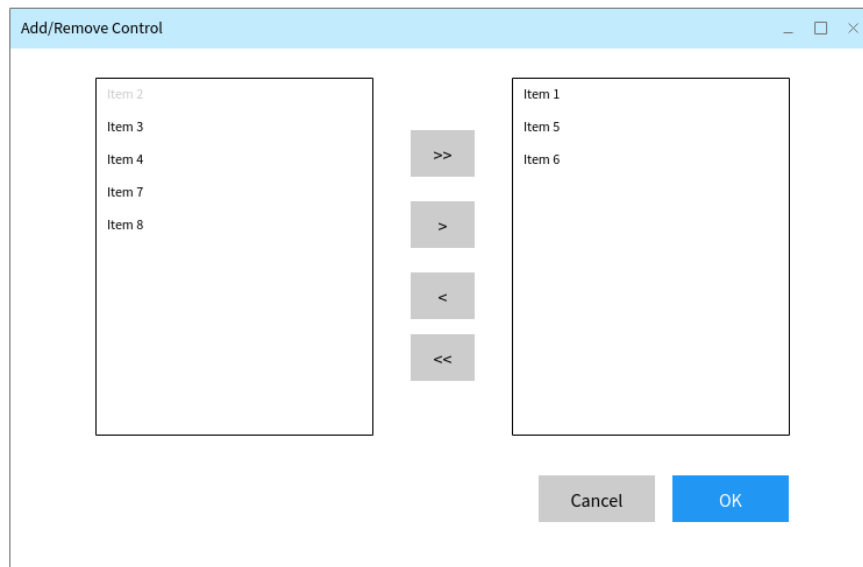 Add/Remove Control
Item 2
Item 3
Item 4
Item 7
Item 8
>>
>
<
<<
Item 1
Item 5
Item 6
Cancel
OK